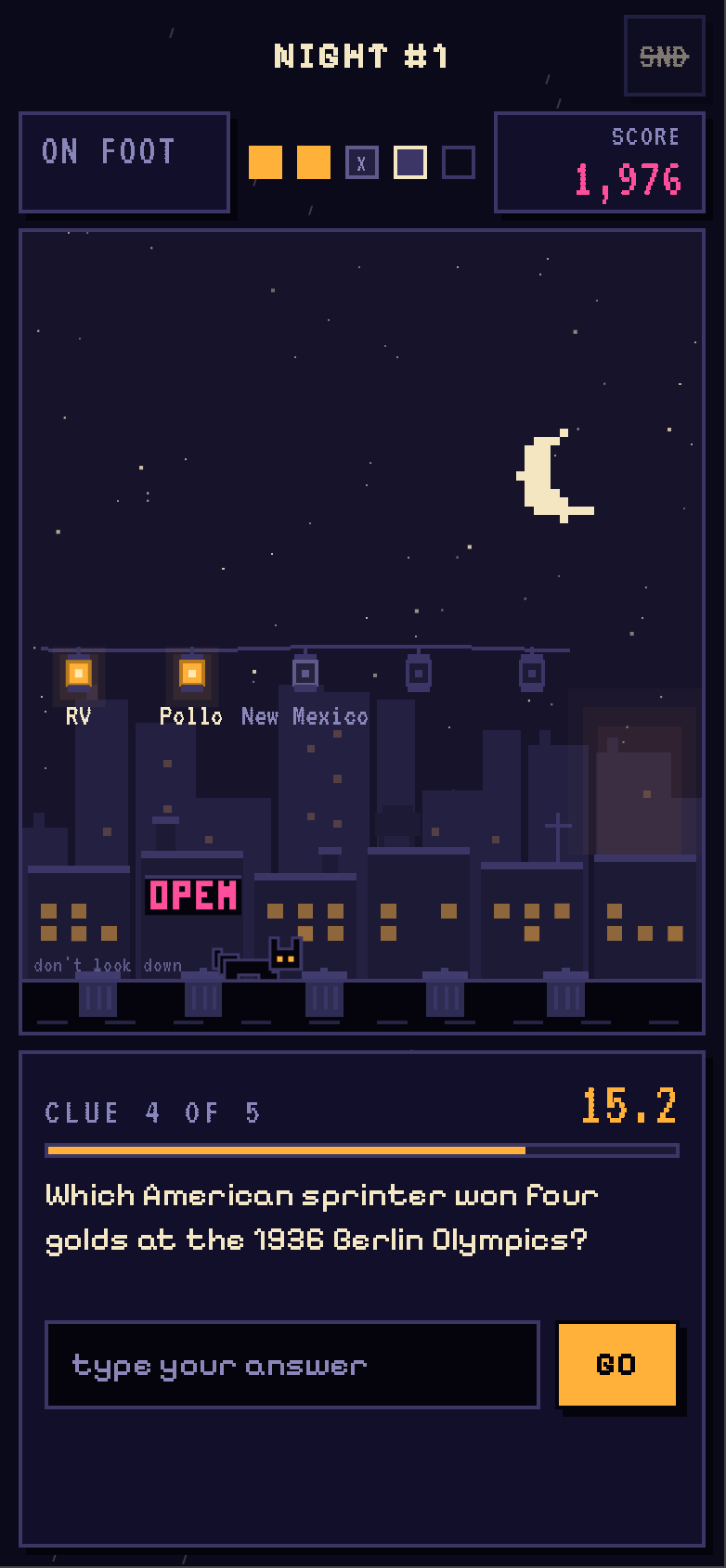 NIGHT #1
SND
ON FOOT
X
SCORE
1,976
RV
Pollo
New Mexico
OPEN
don't look down
CLUE 4 OF 5
15.2
Which American sprinter won four
golds at the 1936 Berlin Olympics?
type your answer
GO